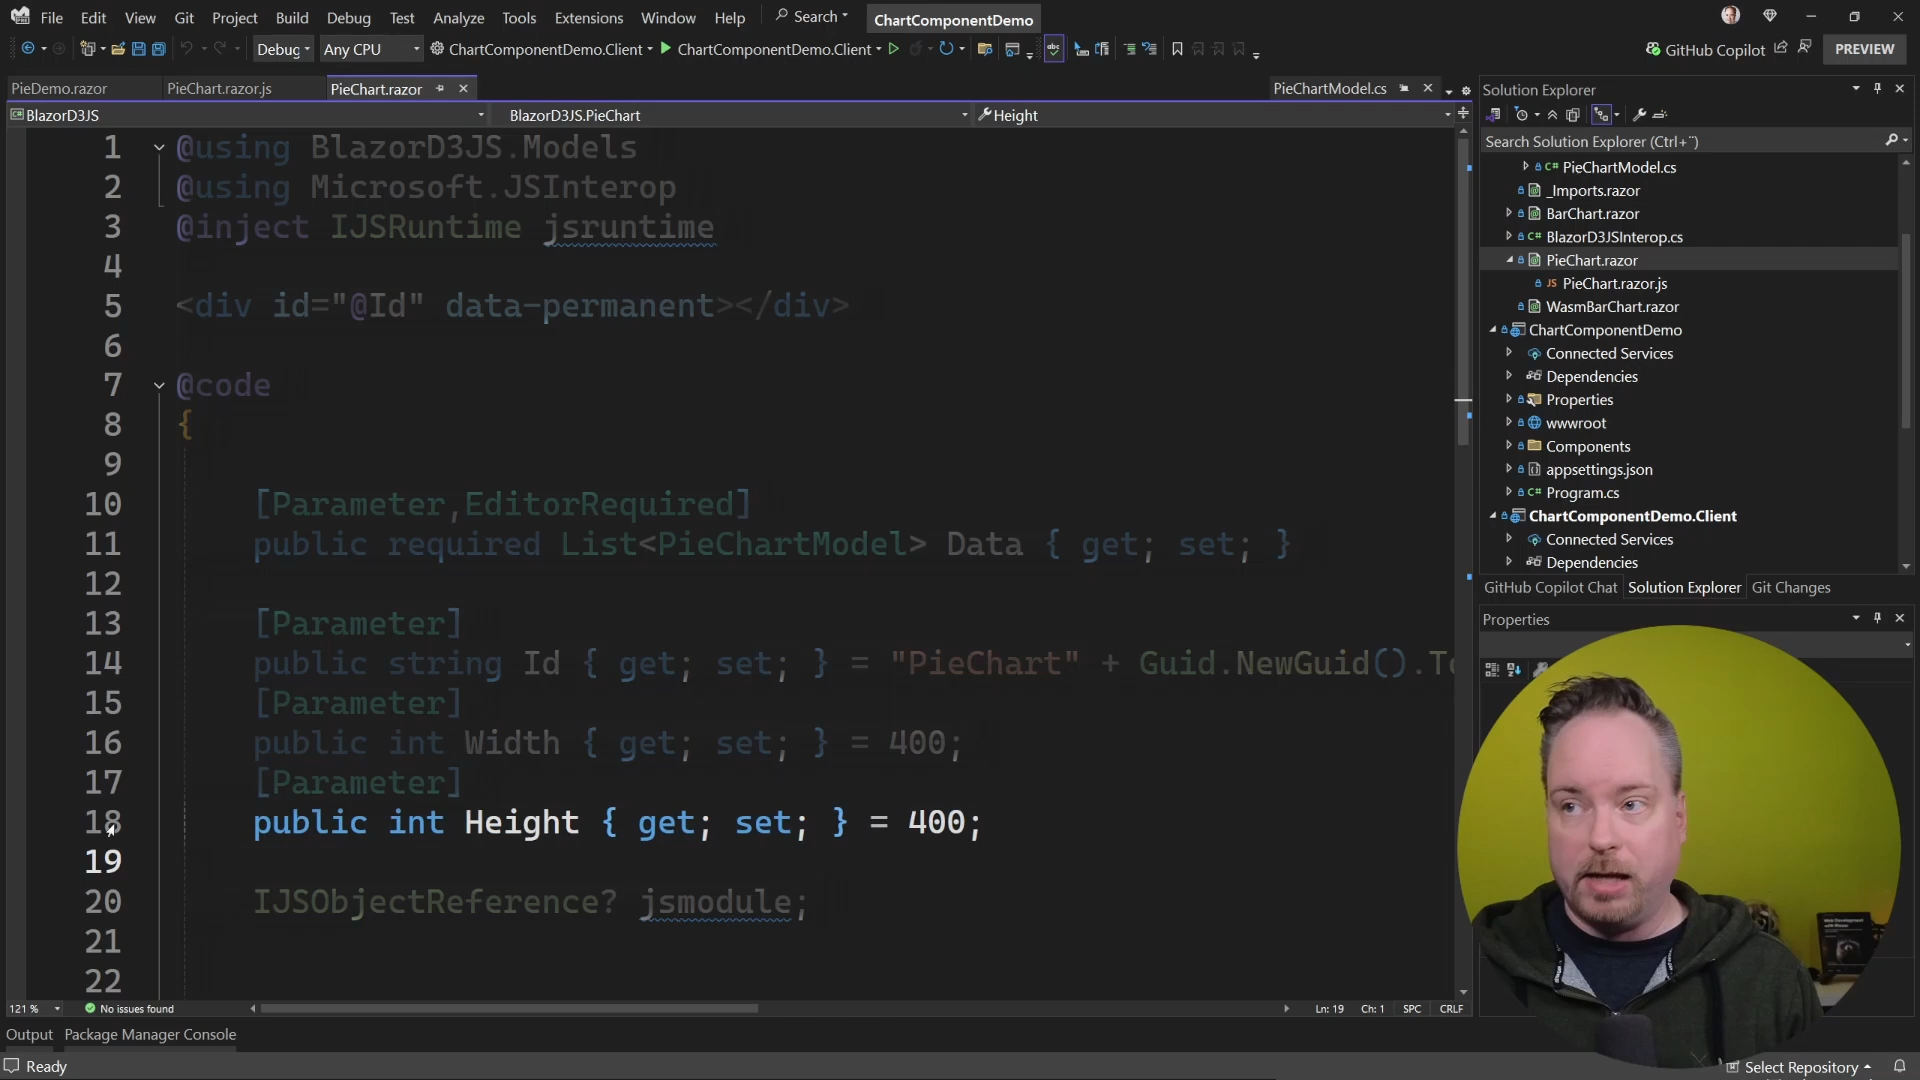 File Edit View Git Project Build Debug Test Analyze Tools Extensions Window Help Search ChartComponentDemo
Debug Any CPU ChartComponentDemo.Client ChartComponentDemo.Client GitHub Copilot PREVIEW
PieDemo.razor PieChart.razor.js PieChart.razor PieChartModel.cs
BlazorD3JS BlazorD3JS.PieChart Height
1 @using BlazorD3JS.Models
2 @using Microsoft.JSInterop
3 @inject IJSRuntime jsruntime
4
5 <div id="@Id" data-permanent></div>
6
7 @code
8 {
9
10 [Parameter,EditorRequired]
11 public required List<PieChartModel> Data { get; set; }
12
13 [Parameter]
14 public string Id { get; set; } = "PieChart" + Guid.NewGuid().To
15 [Parameter]
16 public int Width { get; set; } = 400;
17 [Parameter]
18 public int Height { get; set; } = 400;
19
20 IJSObjectReference? jsmodule;
21
22
121 % No issues found Ln: 19 Ch: 1 SPC CRLF
Output Package Manager Console
Ready
Solution Explorer
Search Solution Explorer (Ctrl+¨)
C# PieChartModel.cs
_Imports.razor
BarChart.razor
C# BlazorD3JSInterop.cs
PieChart.razor
JS PieChart.razor.js
WasmBarChart.razor
ChartComponentDemo
Connected Services
Dependencies
Properties
wwwroot
Components
appsettings.json
C# Program.cs
ChartComponentDemo.Client
Connected Services
Dependencies
GitHub Copilot Chat Solution Explorer Git Changes
Properties
Select Repository